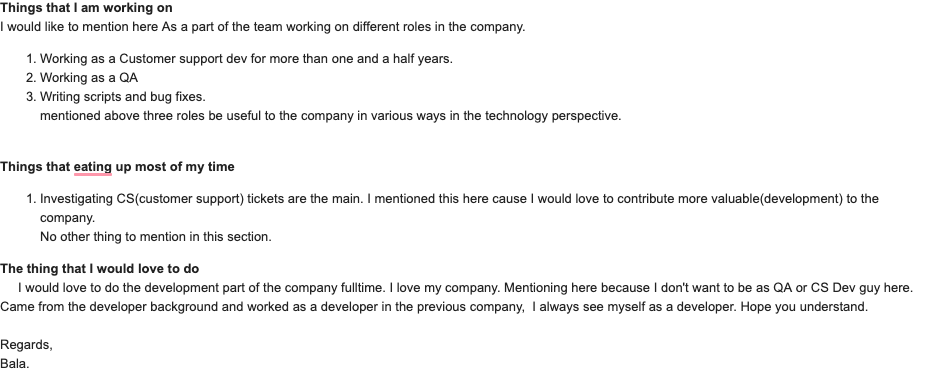 Things that I am working on
I would like to mention here As a part of the team working on different roles in the company.
1. Working as a Customer support dev for more than one and a half years.
2. Working as a QA
3. Writing scripts and bug fixes.
mentioned above three roles be useful to the company in various ways in the technology perspective.
Things that eating up most of my time
1. Investigating CS(customer support) tickets are the main. I mentioned this here cause I would love to contribute more valuable(development) to the
company.
No other thing to mention in this section.
The thing that I would love to do
I would love to do the development part of the company fulltime. I love my company. Mentioning here because I don't want to be as QA or CS Dev guy here.
Came from the developer background and worked as a developer in the previous company,  I always see myself as a developer. Hope you understand.
Regards,
Bala.